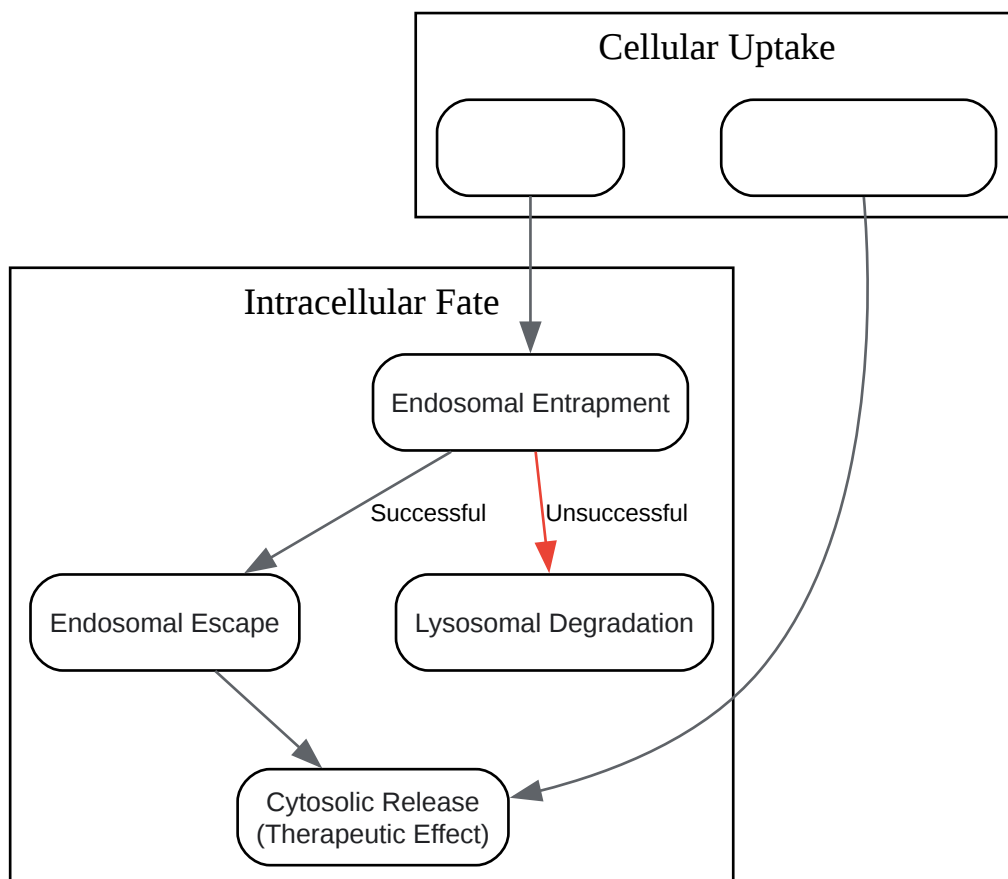 Cellular Uptake
Intracellular Fate
Endosomal Entrapment
Successful
Unsuccessful
Endosomal Escape
Lysosomal Degradation
Cytosolic Release
(Therapeutic Effect)